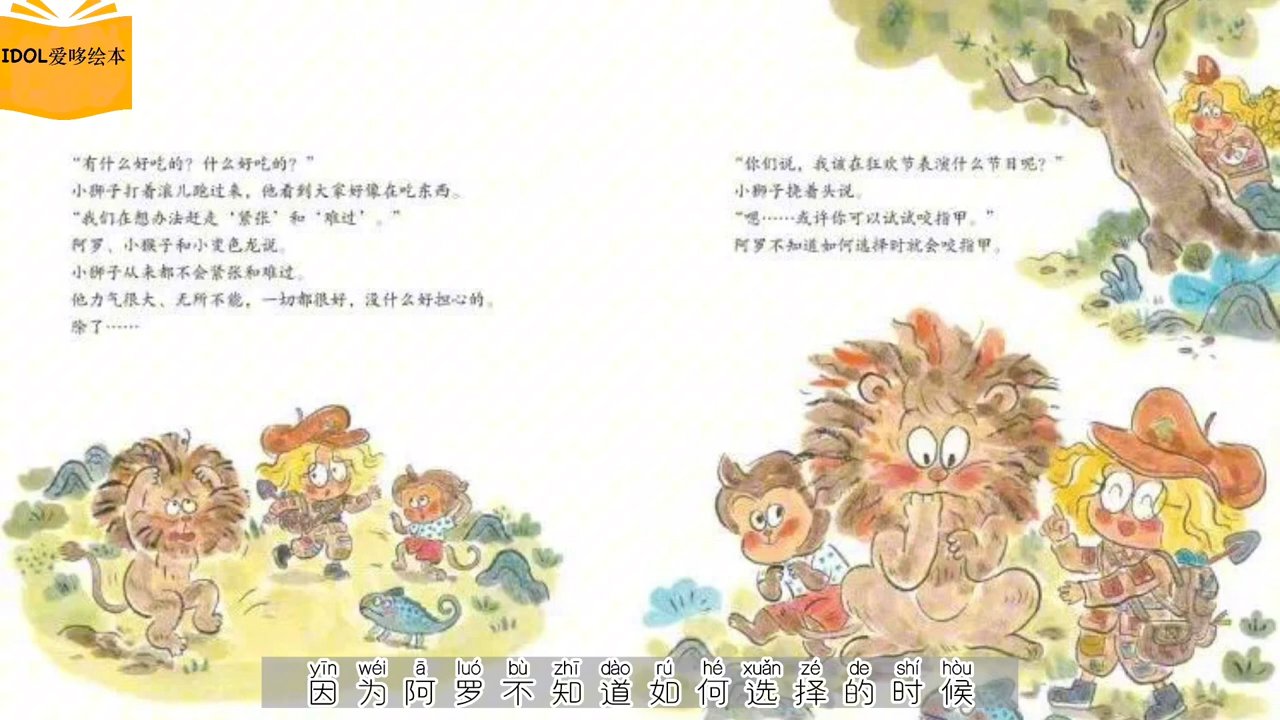 IDOL爱哆绘本
“有什么好吃的？什么好吃的？”
小狮子打着滚儿跑过来，他看到大家好像在吃东西。
“我们在想办法赶走‘紧张’和‘难过’。”
阿罗、小猴子和小变色龙说。
小狮子从来都不会紧张和难过。
他力气很大、无所不能，一切都很好，没什么好担心的。
除了……
“你们说，我该在狂欢节表演什么节目呢？”
小狮子挠着头说。
“嗯……或许你可以试试咬指甲。”
阿罗不知道如何选择时就会咬指甲。
yīn wéi ā luó bù zhī dào rú hé xuǎn zé de shí hòu
因为阿罗不知道如何选择的时候